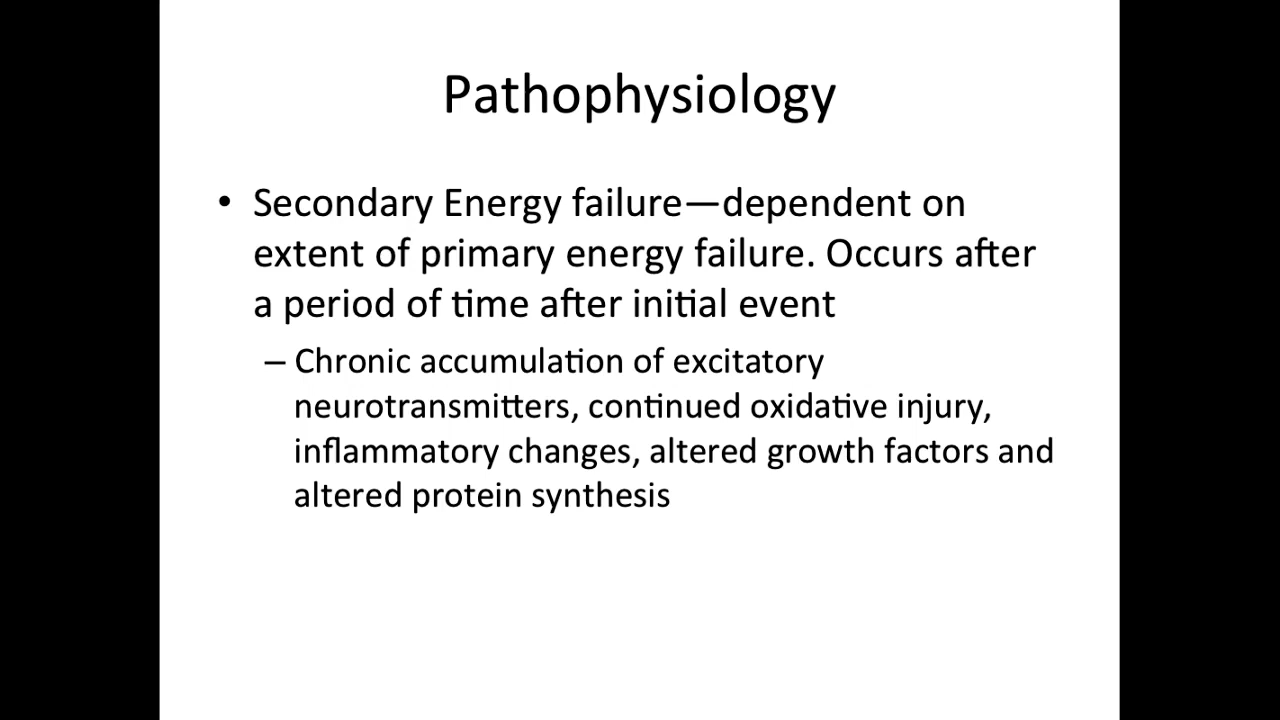 Pathophysiology
• Secondary Energy failure—dependent on
extent of primary energy failure. Occurs after
a period of time after initial event
– Chronic accumulation of excitatory
neurotransmitters, continued oxidative injury,
inflammatory changes, altered growth factors and
altered protein synthesis